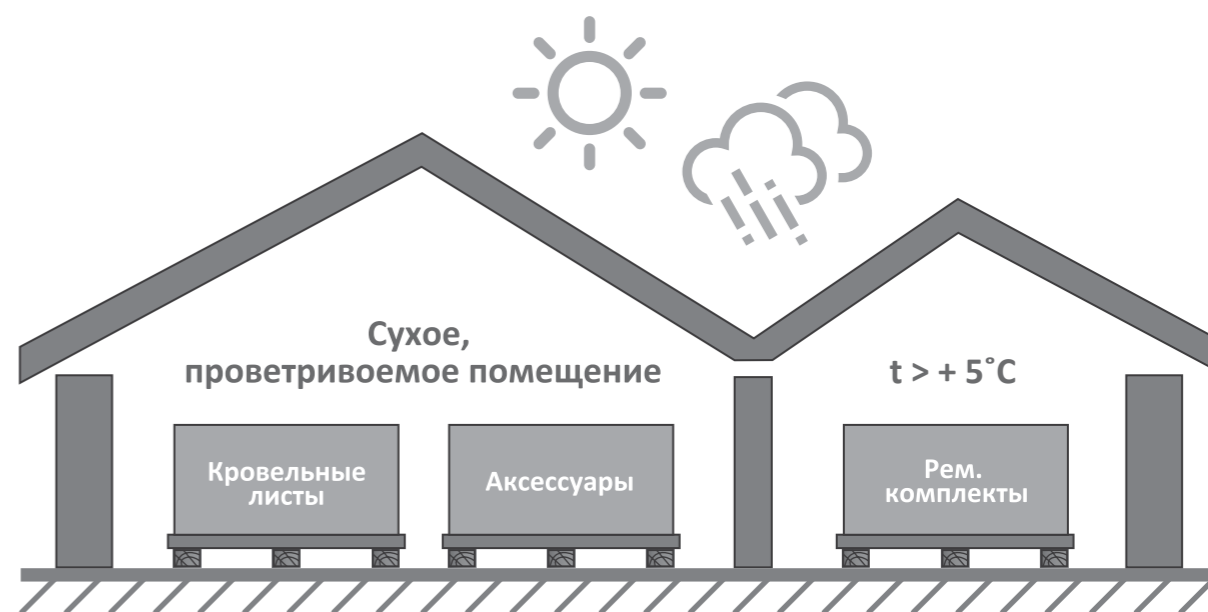 Сухое,
проветривоемое помещение
t > + 5˚C
Кровельные
листы
Аксессуары
Рем.
комплекты